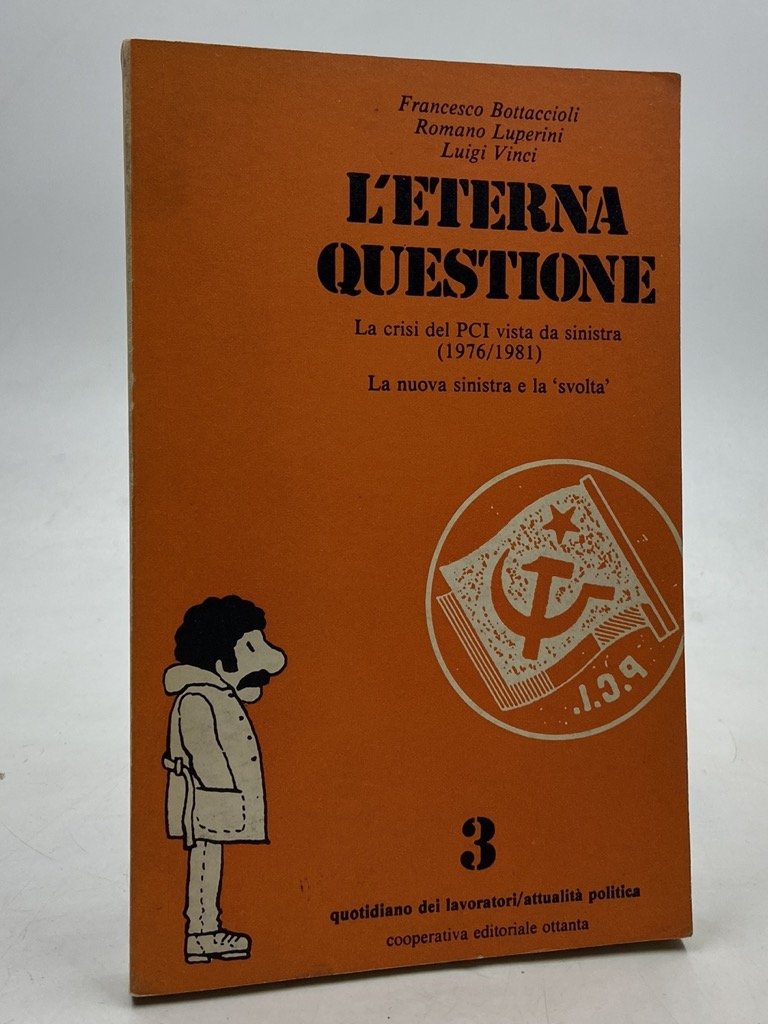 Francesco Bottaccioli
Romano Luperini
Luigi Vinci
L'ETERNA
QUESTIONE
La crisi del PCI vista da sinistra
(1976/1981)
La nuova sinistra e la 'svolta'
P.C.I.
3
quotidiano dei lavoratori/attualità politica
cooperativa editoriale ottanta